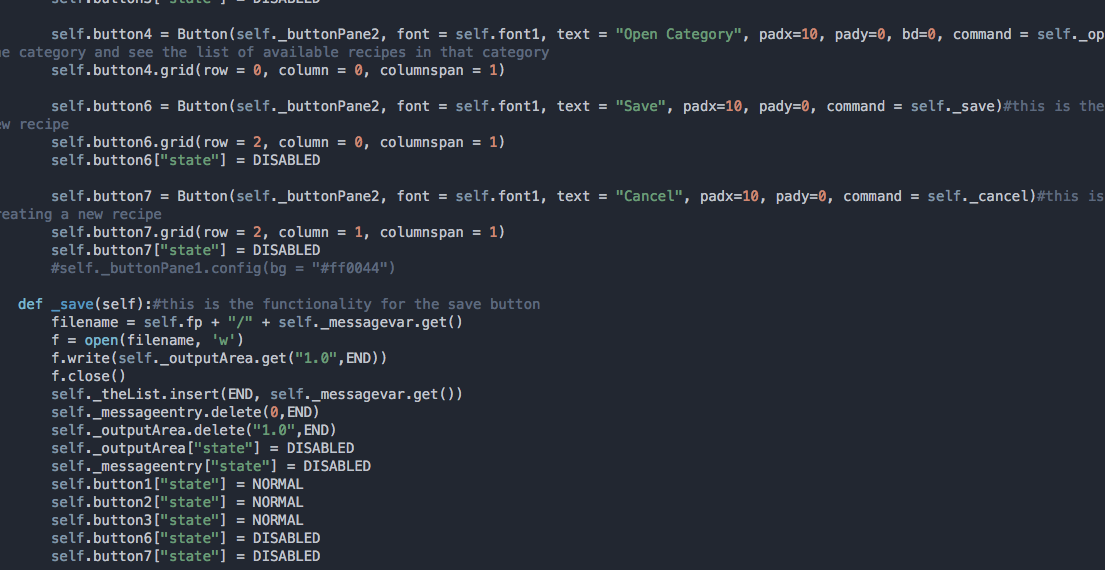 self.button3["state"] = DISABLED
self.button4 = Button(self._buttonPane2, font = self.font1, text = "Open Category", padx=10, pady=0, bd=0, command = self._op
he category and see the list of available recipes in that category
self.button4.grid(row = 0, column = 0, columnspan = 1)
self.button6 = Button(self._buttonPane2, font = self.font1, text = "Save", padx=10, pady=0, command = self._save)#this is the
ew recipe
self.button6.grid(row = 2, column = 0, columnspan = 1)
self.button6["state"] = DISABLED
self.button7 = Button(self._buttonPane2, font = self.font1, text = "Cancel", padx=10, pady=0, command = self._cancel)#this is
reating a new recipe
self.button7.grid(row = 2, column = 1, columnspan = 1)
self.button7["state"] = DISABLED
#self._buttonPane1.config(bg = "#ff0044")
def _save(self):#this is the functionality for the save button
filename = self.fp + "/" + self._messagevar.get()
f = open(filename, 'w')
f.write(self._outputArea.get("1.0",END))
f.close()
self._theList.insert(END, self._messagevar.get())
self._messageentry.delete(0,END)
self._outputArea.delete("1.0",END)
self._outputArea["state"] = DISABLED
self._messageentry["state"] = DISABLED
self.button1["state"] = NORMAL
self.button2["state"] = NORMAL
self.button3["state"] = NORMAL
self.button6["state"] = DISABLED
self.button7["state"] = DISABLED